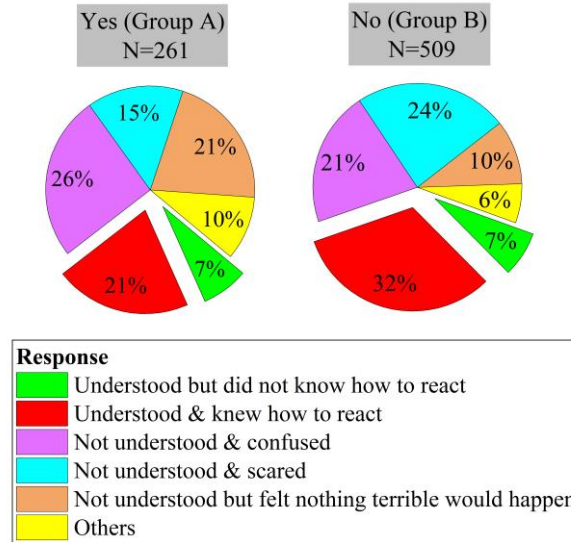 Yes (Group A)
N=261
No (Group B)
N=509
15%
21%
26%
10%
21%
7%
24%
10%
21%
6%
7%
32%
Response
Understood but did not know how to react
Understood & knew how to react
Not understood & confused
Not understood & scared
Not understood but felt nothing terrible would happen
Others